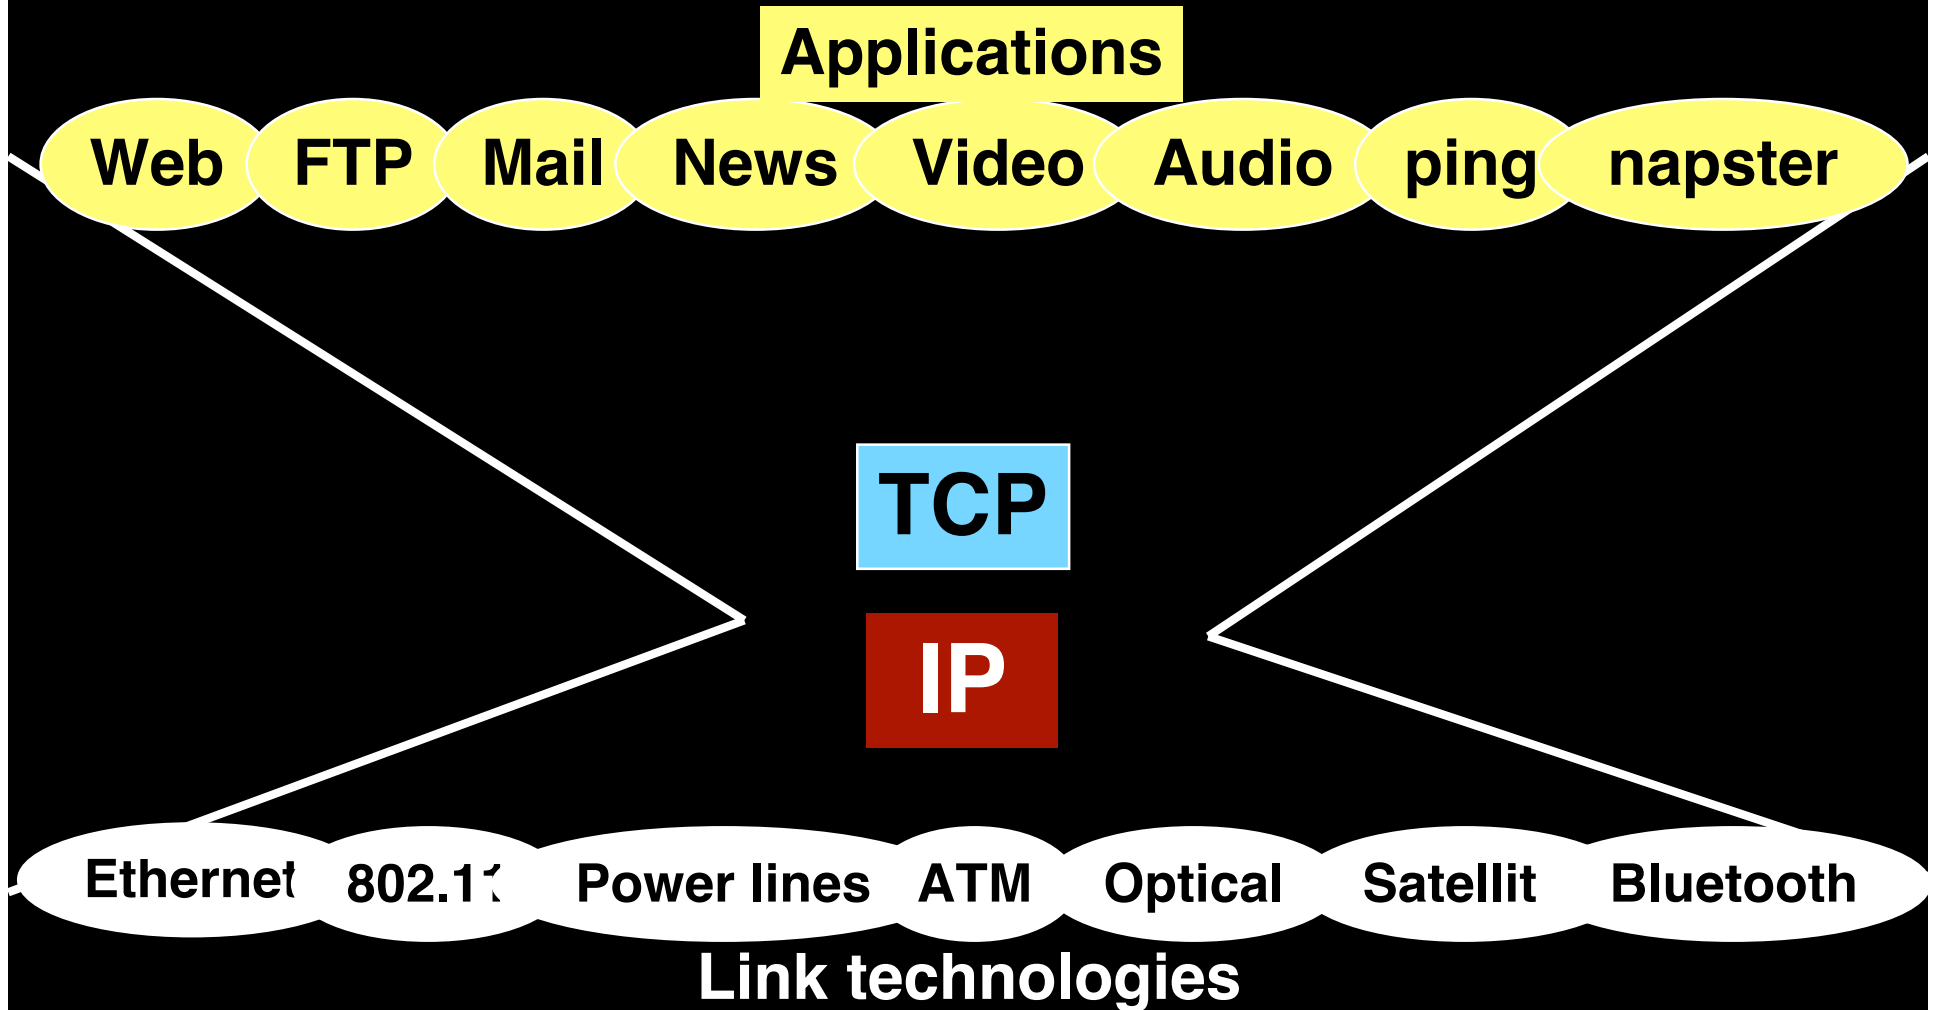 Applications
Web FTP Mail News Video Audio ping napster
TCP
IP
Ethernet 802.11 Power lines ATM Optical Satellit Bluetooth
Link technologies